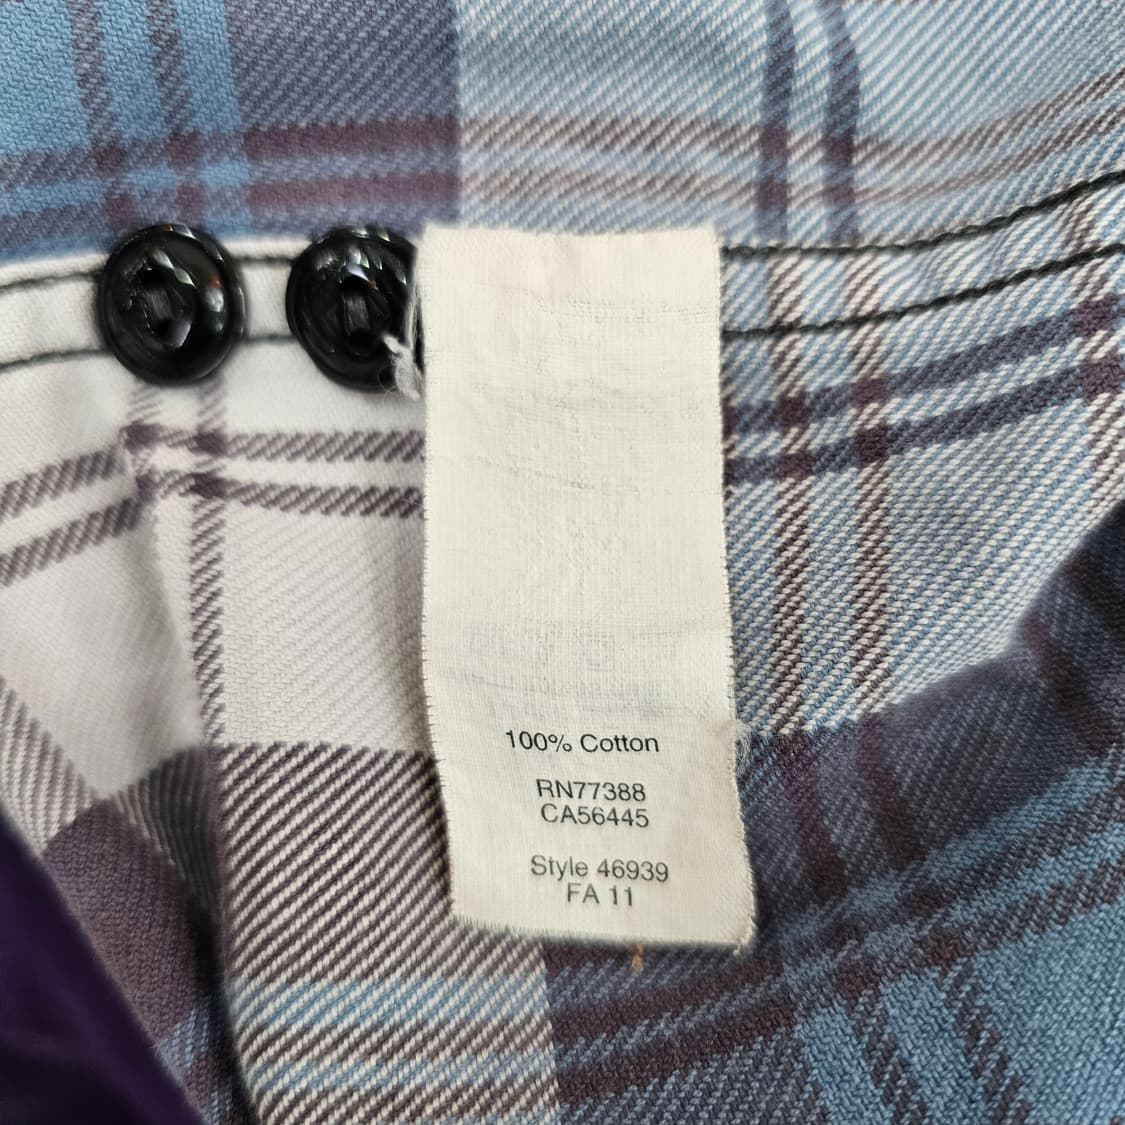 100% Cotton
RN77388
CA56445
Style 46939
FA 11